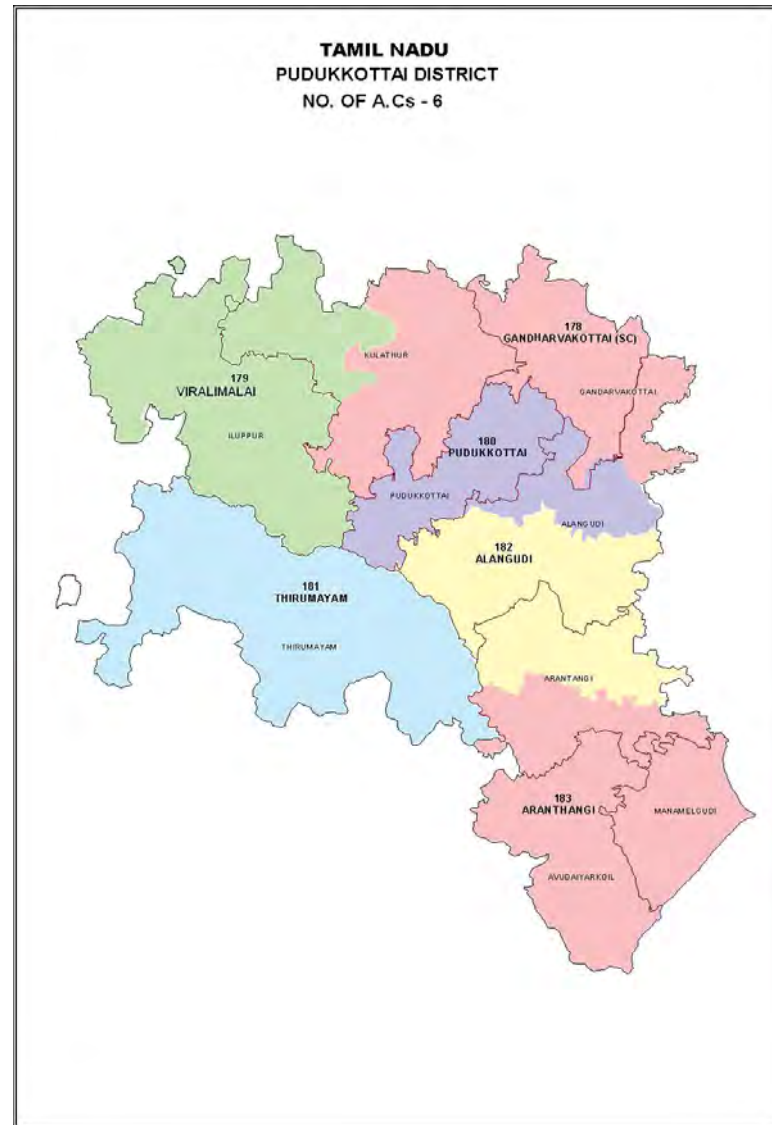 TAMIL NADU
PUDUKKOTTAI DISTRICT
NO. OF A.Cs - 6
178
GANDHARVAKOTTAI (SC)
KULATHUR
179
VIRALIMALAI
GANDARVAKOTTAI
ILUPPUR
180
PUDUKKOTTAI
PUDUKKOTTAI
ALANGUDI
182
ALANGUDI
181
THIRUMAYAM
THIRUMAYAM
ARANTANGI
183
ARANTHANGI
MANAMELGUDI
AVUDAIYARKOIL